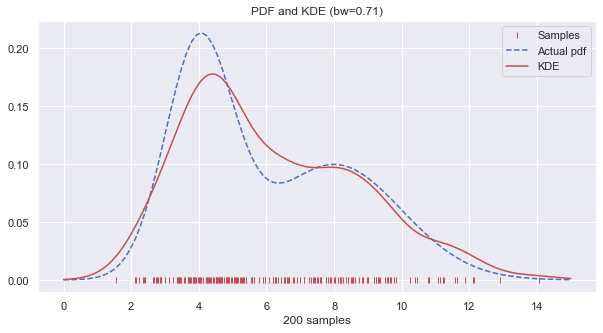 PDF and KDE (bw=0.71)
Samples
Actual pdf
KDE
0.20
0.15
0.10
0.05
0.00
0 2 4 6 8 10 12 14
200 samples